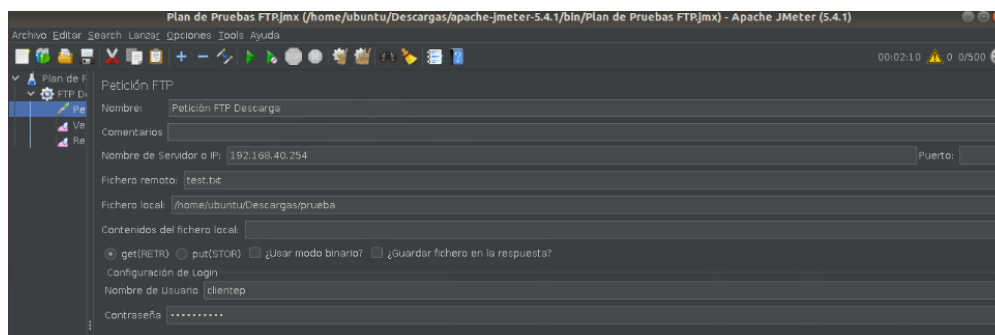 Plan de Pruebas FTP.jmx (/home/ubuntu/Descargas/apache-jmeter-5.4.1/bin/Plan de Pruebas FTP.jmx) - Apache JMeter (5.4.1)
Archivo Editar Search Lanzar Opciones Tools Ayuda
00:02:10 0 0/500
Plan de P
FTP De
Pe
Ve
Re
Petición FTP
Nombre: Petición FTP Descarga
Comentarios
Nombre de Servidor o IP: 192.168.40.254 Puerto:
Fichero remoto: test.txt
Fichero local: /home/ubuntu/Descargas/prueba
Contenidos del fichero local:
get(RETR) put(STOR) ¿Usar modo binario? ¿Guardar fichero en la respuesta?
Configuración de Login
Nombre de Usuario clientep
Contraseña ••••••••••